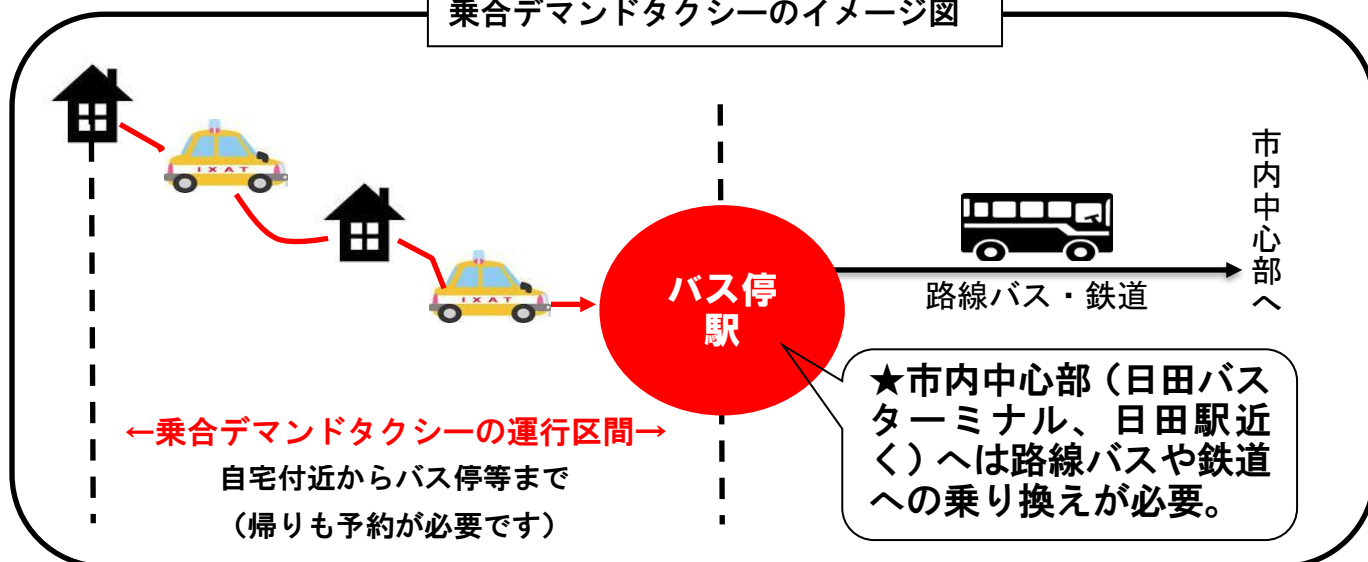 乗合デマンドタクシーのイメージ図
IXAT
IXAT
バス停
駅
路線バス・鉄道
市内中心部へ
★市内中心部(日田バス
ターミナル、日田駅近
く)へは路線バスや鉄道
への乗り換えが必要。
←乗合デマンドタクシーの運行区間→
自宅付近からバス停等まで
(帰りも予約が必要です)